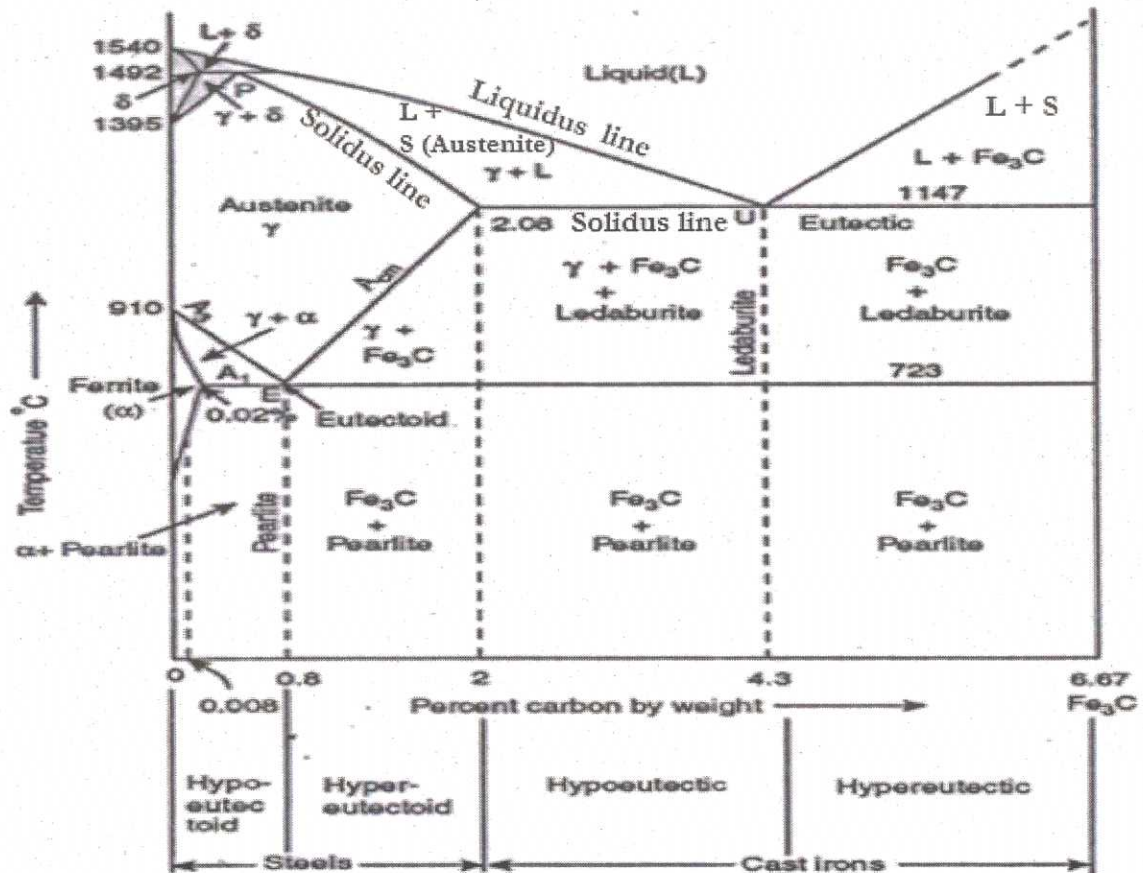 L + δ
1540
1492
δ
1395
P
γ + δ
Liquid(L)
L +
S (Austenite)
γ + L
Liquidus line
Solidus line
L + S
L + Fe₃C
1147
Austenite
γ
2.08
Solidus line
U
Eutectic
Acm
γ + Fe₃C
+
Ledaburite
Ledaburite
Fe₃C
+
Ledaburite
910
A₃
γ + α
γ +
Fe₃C
Temperatue °C
Ferrite
(α)
A₁
723
E
0.02%
Eutectoid
α+ Pearlite
Pearlite
Fe₃C
+
Pearlite
Fe₃C
+
Pearlite
Fe₃C
+
Pearlite
0
0.8
2
4.3
6.67
0.008
Percent carbon by weight
Fe₃C
Hypo-
eutec
toid
Hyper-
eutectoid
Hypoeutectic
Hypereutectic
Steels
Cast irons